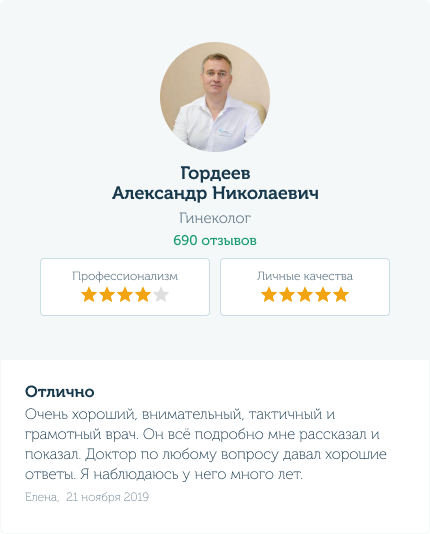 Гордеев
Александр Николаевич
Гинеколог
690 отзывов
Профессионализм
Личные качества
Отлично
Очень хороший, внимательный, тактичный и
грамотный врач. Он всё подробно мне рассказал и
показал. Доктор по любому вопросу давал хорошие
ответы. Я наблюдаюсь у него много лет.
Елена, 21 ноября 2019